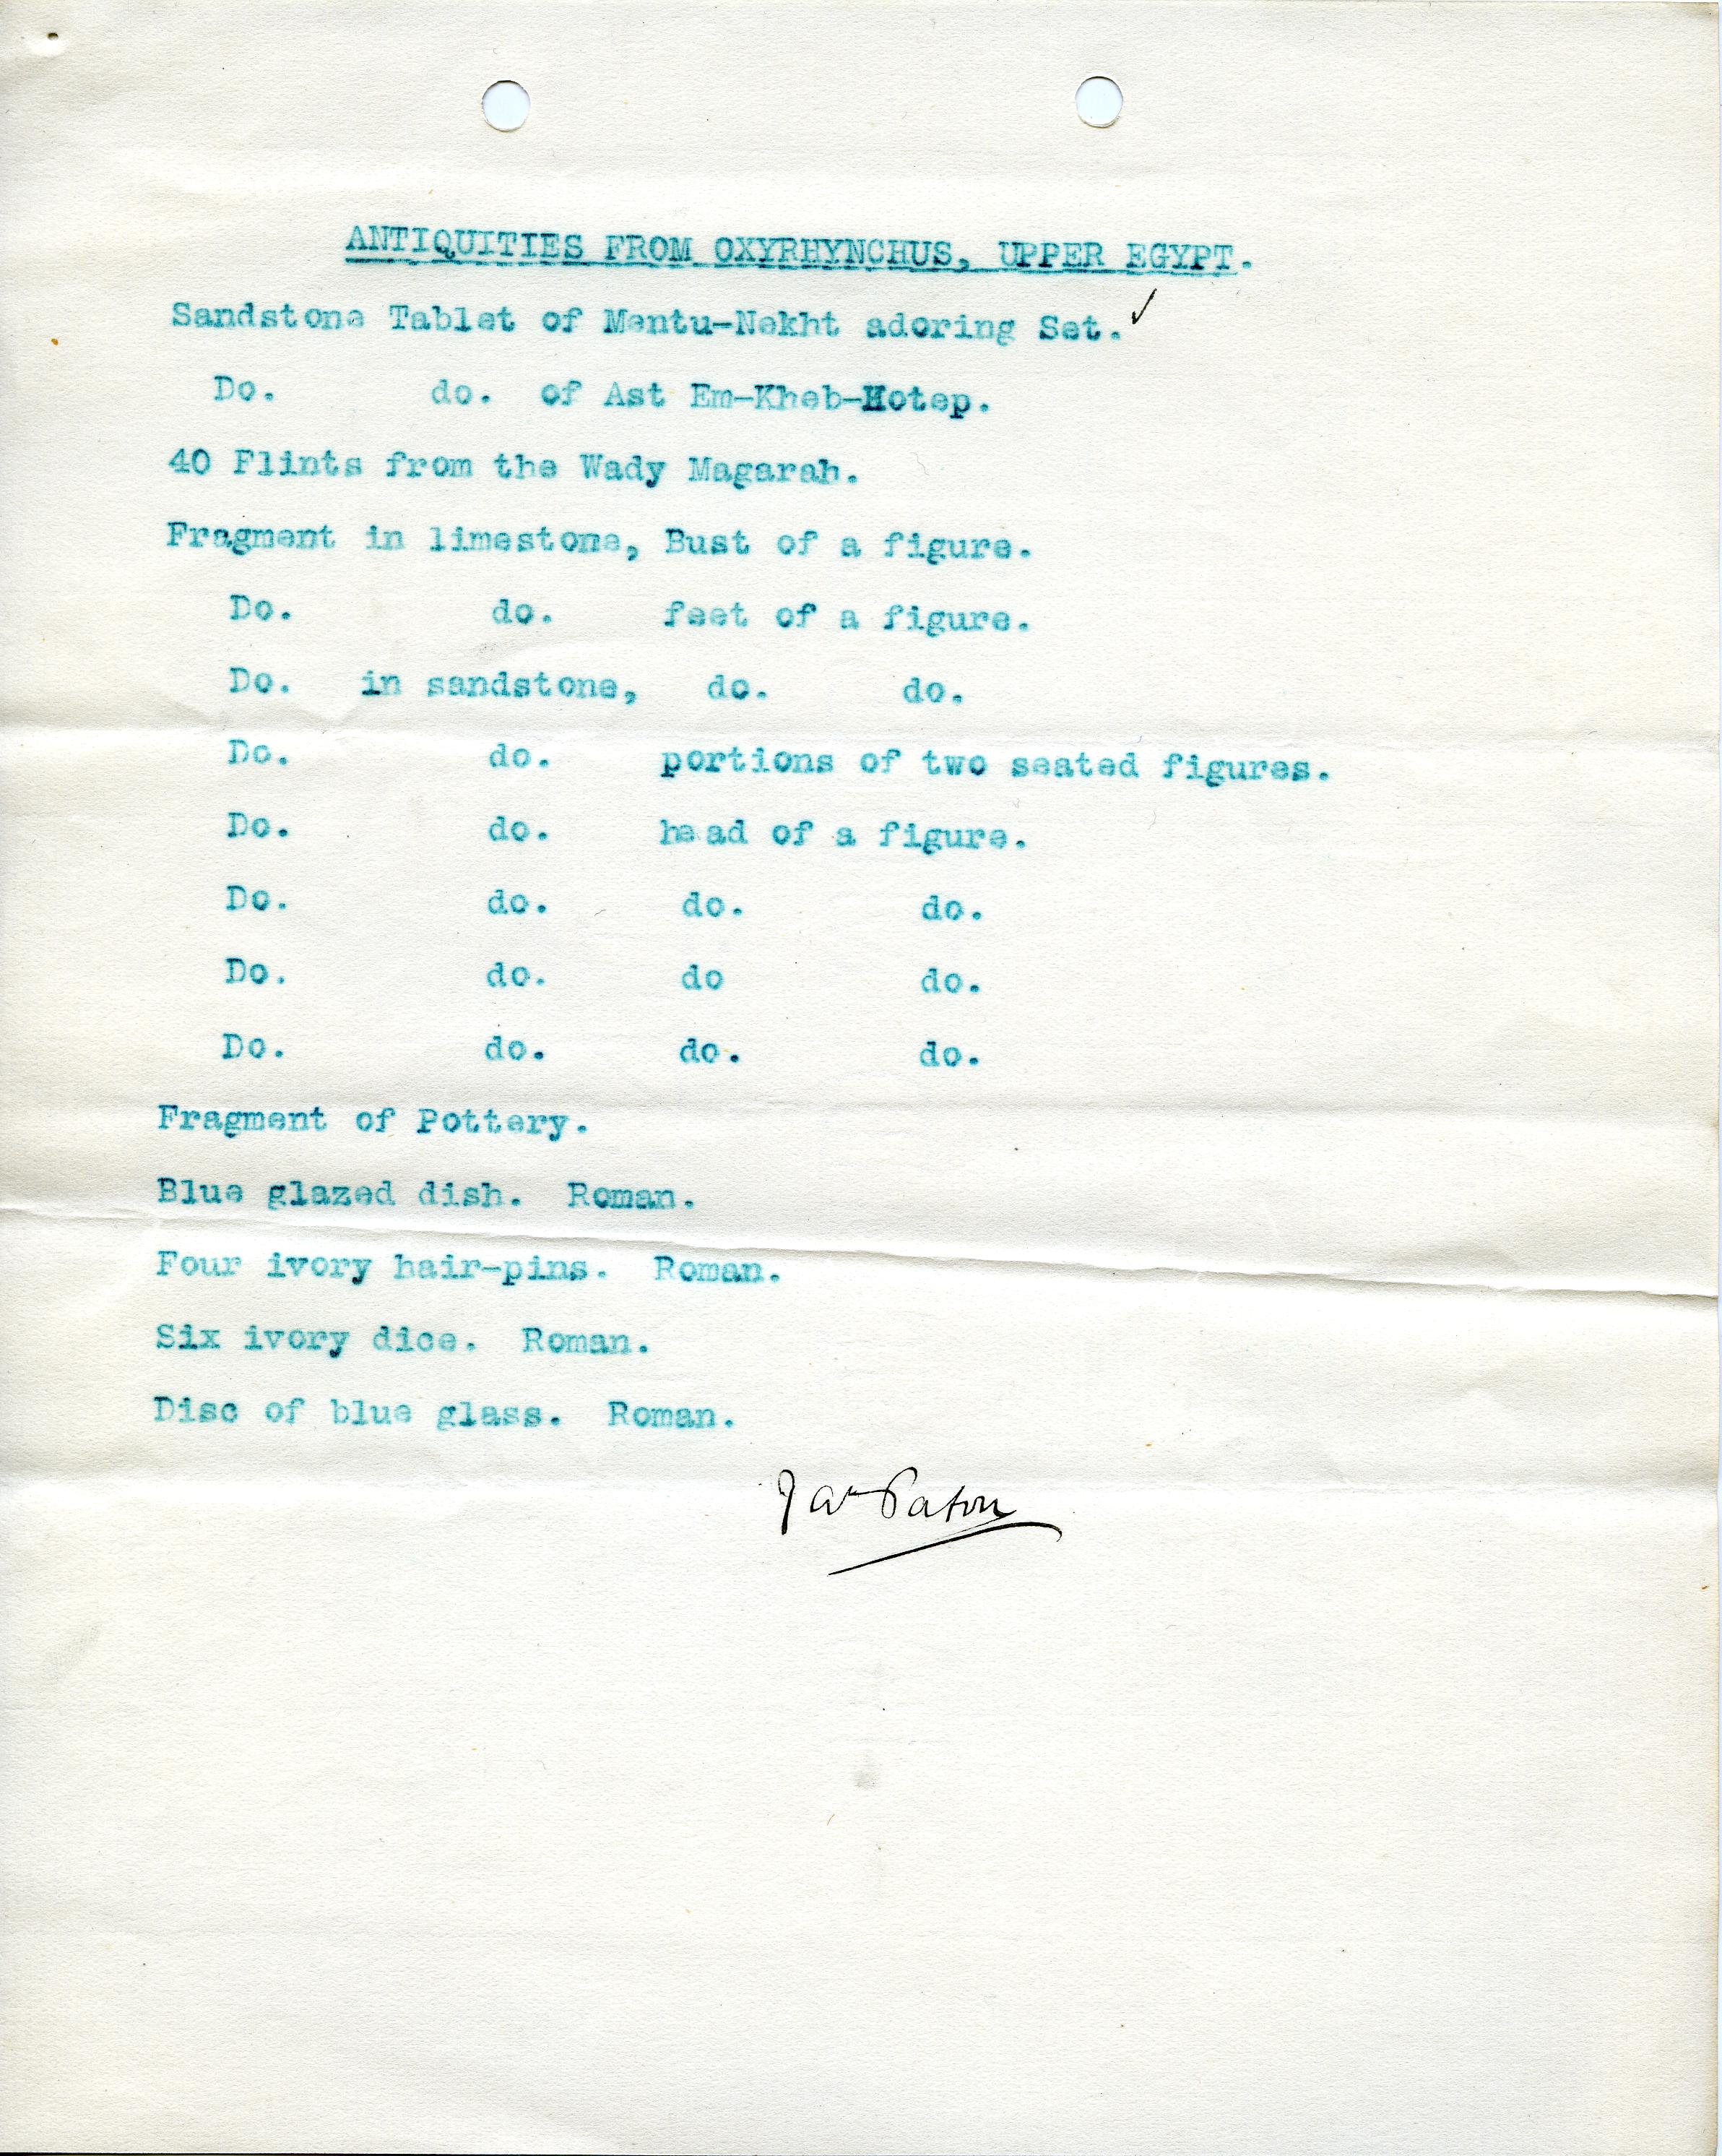 ANTIQUITIES FROM OXYRHYNCHUS, UPPER EGYPT.
Sandstone Tablet of Mentu-Nekht adoring Set. ✓
Do. do. of Ast Em-Kheb-Hotep.
40 Flints from the Wady Magarah.
Fragment in limestone, Bust of a figure.
Do. do. feet of a figure.
Do. in sandstone, do. do.
Do. do. portions of two seated figures.
Do. do. head of a figure.
Do. do. do. do.
Do. do. do do.
Do. do. do. do.
Fragment of Pottery.
Blue glazed dish. Roman.
Four ivory hair-pins. Roman.
Six ivory dice. Roman.
Disc of blue glass. Roman.
Jas Paton